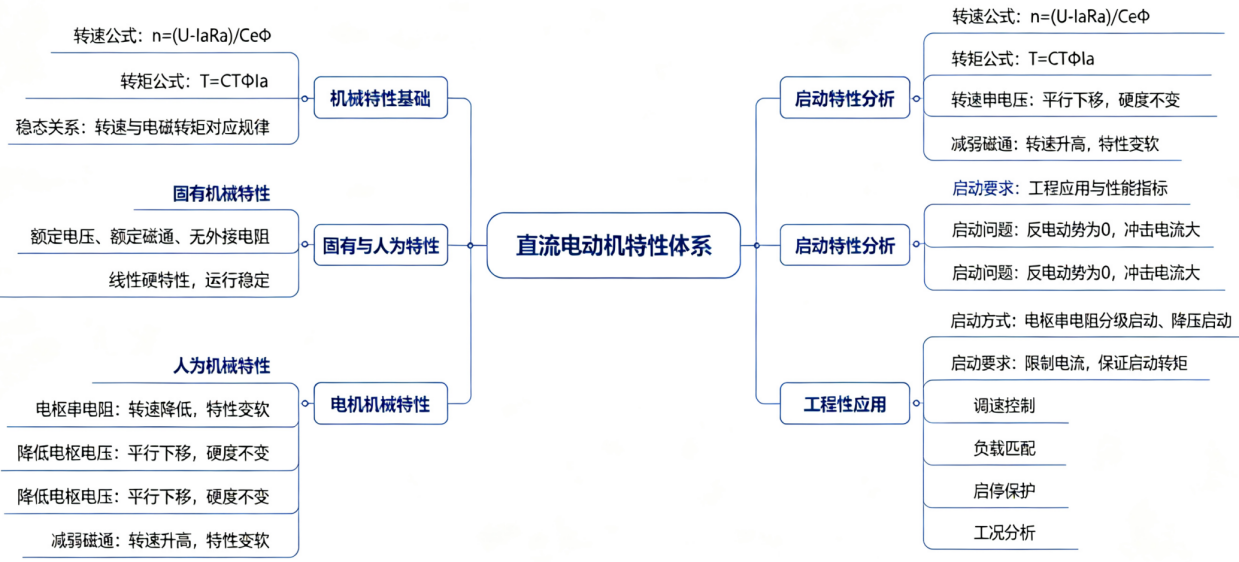 直流电动机特性体系
机械特性基础
转速公式：n=(U-IaRa)/CeΦ
转矩公式：T=CTΦIa
稳态关系：转速与电磁转矩对应规律
固有与人为特性
固有机械特性
额定电压、额定磁通、无外接电阻
线性硬特性，运行稳定
电机机械特性
人为机械特性
电枢串电阻：转速降低，特性变软
降低电枢电压：平行下移，硬度不变
降低电枢电压：平行下移，硬度不变
减弱磁通：转速升高，特性变软
启动特性分析
转速公式：n=(U-IaRa)/CeΦ
转矩公式：T=CTΦIa
转速申电压：平行下移，硬度不变
减弱磁通：转速升高，特性变软
启动特性分析
启动要求：工程应用与性能指标
启动问题：反电动势为0，冲击电流大
启动问题：反电动势为0，冲击电流大
工程性应用
启动方式：电枢串电阻分级启动、降压启动
启动要求：限制电流，保证启动转矩
调速控制
负载匹配
启停保护
工况分析